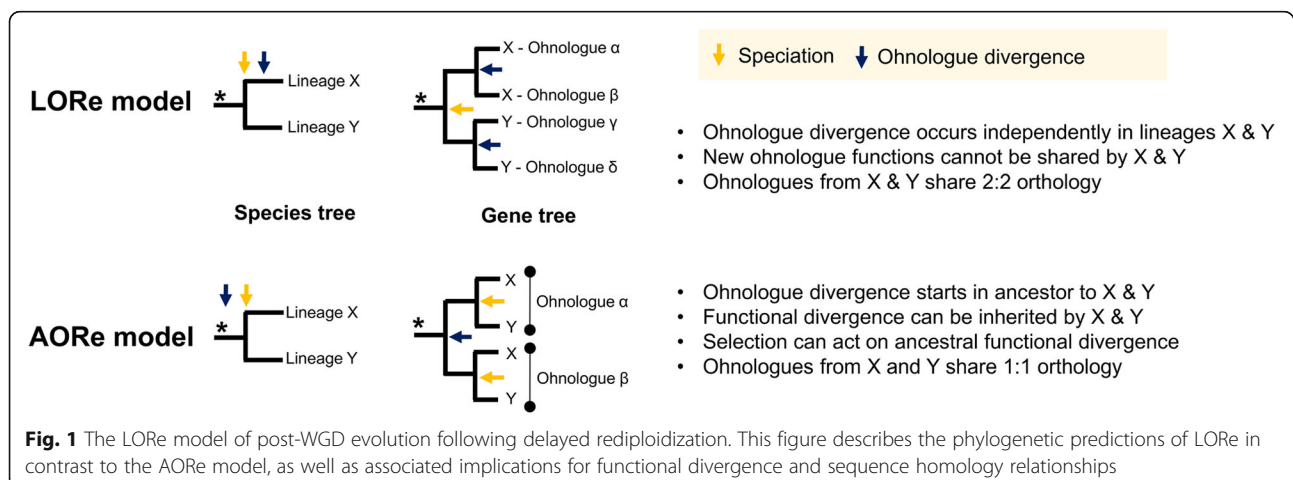 Speciation Ohnologue divergence
LORe model
*
Lineage X
Lineage Y
Species tree
*
X - Ohnologue α
X - Ohnologue β
Y - Ohnologue γ
Y - Ohnologue δ
Gene tree
• Ohnologue divergence occurs independently in lineages X & Y
• New ohnologue functions cannot be shared by X & Y
• Ohnologues from X & Y share 2:2 orthology
AORe model
*
Lineage X
Lineage Y
*
X
Y
Ohnologue α
X
Y
Ohnologue β
• Ohnologue divergence starts in ancestor to X & Y
• Functional divergence can be inherited by X & Y
• Selection can act on ancestral functional divergence
• Ohnologues from X and Y share 1:1 orthology
Fig. 1 The LORe model of post-WGD evolution following delayed rediploidization. This figure describes the phylogenetic predictions of LORe in
contrast to the AORe model, as well as associated implications for functional divergence and sequence homology relationships